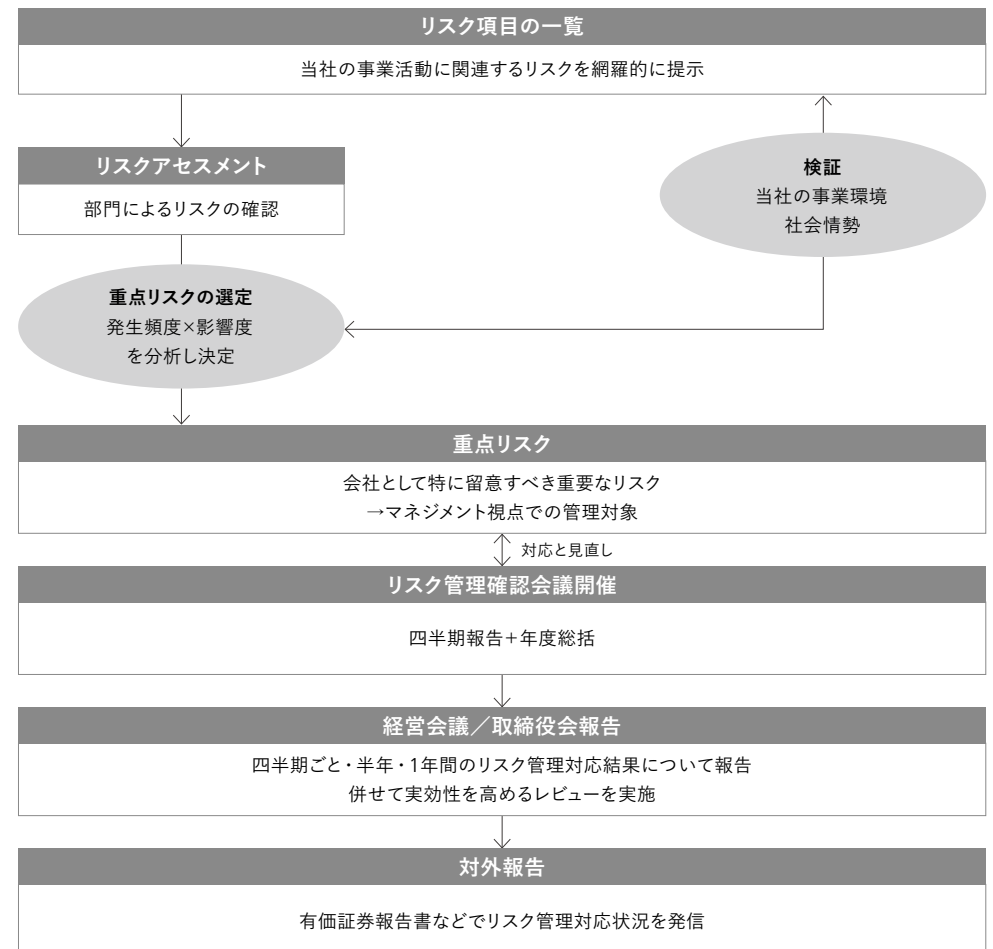 リスク項目の一覧
当社の事業活動に関連するリスクを網羅的に提示
リスクアセスメント
部門によるリスクの確認
検証
当社の事業環境
社会情勢
重点リスクの選定
発生頻度×影響度
を分析し決定
重点リスク
会社として特に留意すべき重要なリスク
→マネジメント視点での管理対象
対応と見直し
リスク管理確認会議開催
四半期報告+年度総括
経営会議／取締役会報告
四半期ごと・半年・1年間のリスク管理対応結果について報告
併せて実効性を高めるレビューを実施
対外報告
有価証券報告書などでリスク管理対応状況を発信